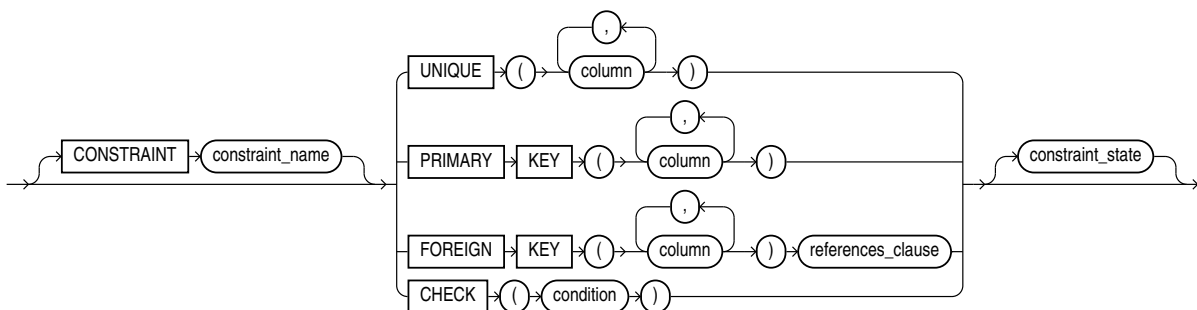 ,
UNIQUE ( column )
,
CONSTRAINT constraint_name
PRIMARY KEY ( column )
constraint_state
,
FOREIGN KEY ( column ) references_clause
CHECK ( condition )